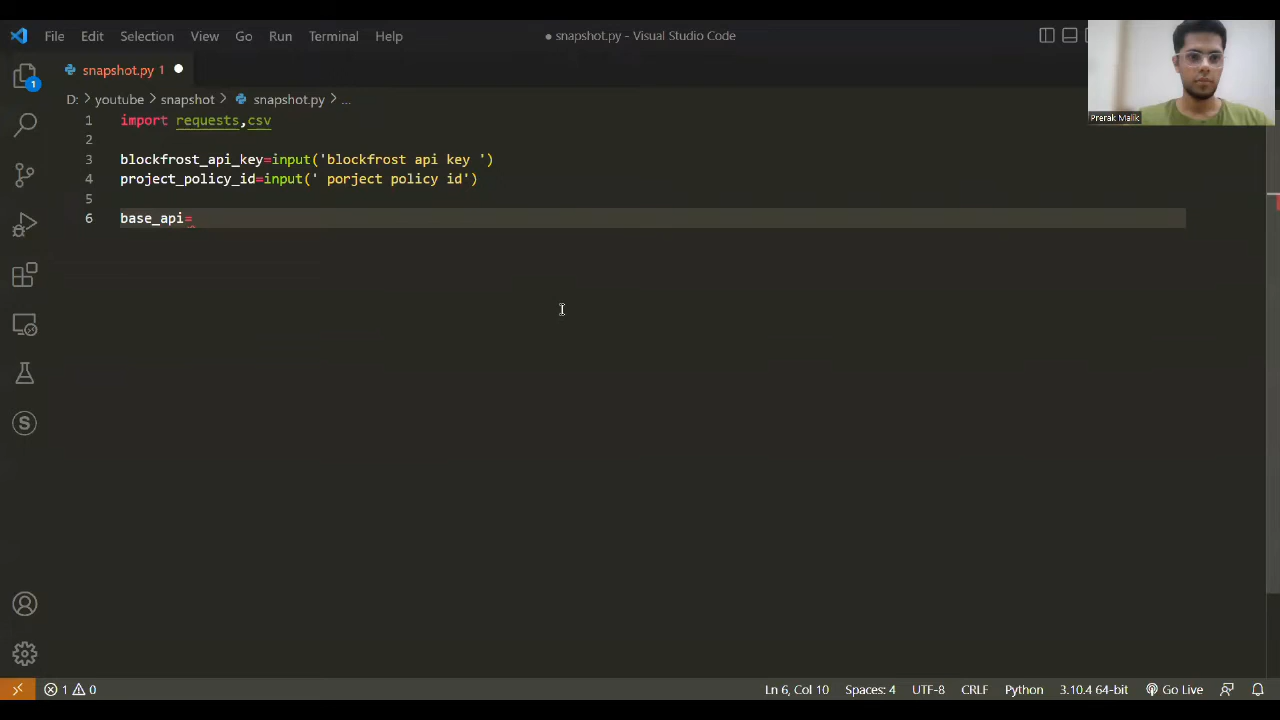 File Edit Selection View Go Run Terminal Help
● snapshot.py - Visual Studio Code
snapshot.py 1 ●
D: > youtube > snapshot > snapshot.py > ...
1 import requests,csv
2
3 blockfrost_api_key=input('blockfrost api key ')
4 project_policy_id=input(' porject policy id')
5
6 base_api=
Prerak Malik
1
S
1 0
Ln 6, Col 10 Spaces: 4 UTF-8 CRLF Python 3.10.4 64-bit Go Live